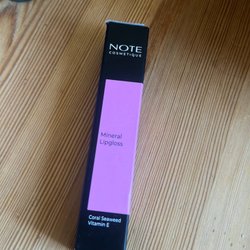 NOTE
COSMETIQUE
Mineral
Lipgloss
Coral Seaweed
Vitamin E